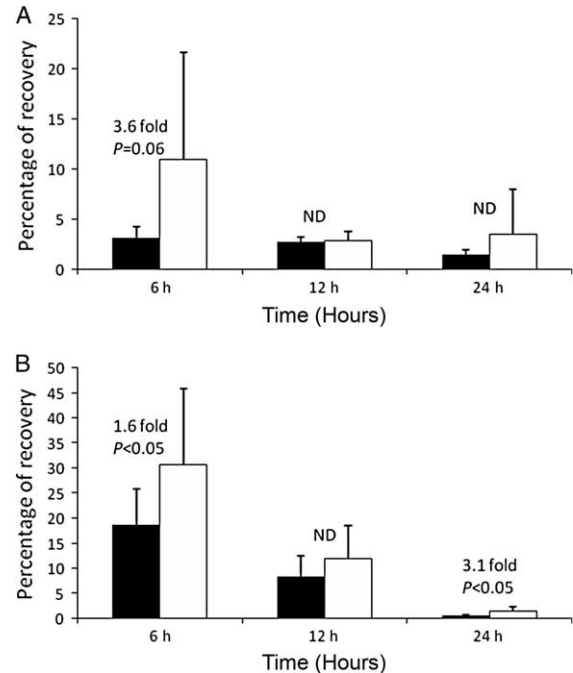 A
Percentage of recovery
25
20
15
10
5
0
3.6 fold
P=0.06
ND
ND
6 h
12 h
24 h
Time (Hours)
B
Percentage of recovery
50
45
40
35
30
25
20
15
10
5
0
1.6 fold
P<0.05
ND
3.1 fold
P<0.05
6 h
12 h
24 h
Time (Hours)